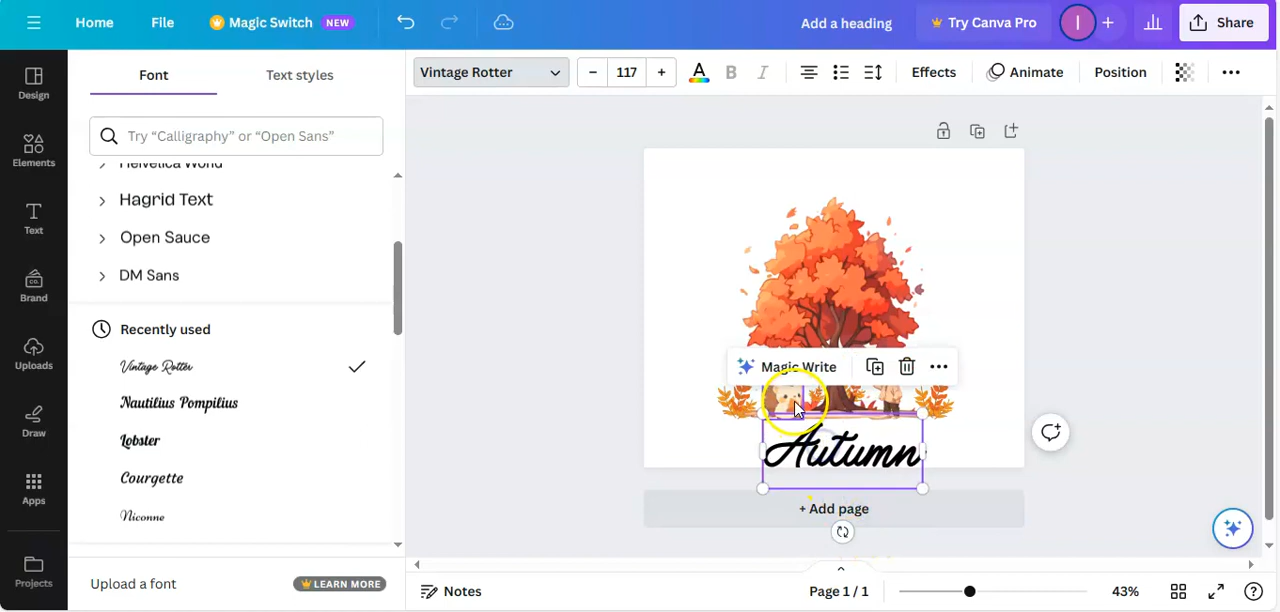 Home File Magic Switch NEW Add a heading Try Canva Pro I + Share
Design
Elements
Text
Brand
Uploads
Draw
Apps
Projects
Font Text styles
Try “Calligraphy” or “Open Sans”
Helvetica World
Hagrid Text
Open Sauce
DM Sans
Recently used
Vintage Rotter
Nautilius Pompilius
Lobster
Courgette
Niconne
Upload a font LEARN MORE
Vintage Rotter – 117 + A B I Effects Animate Position
Magic Write
Autumn
+ Add page
Notes Page 1 / 1 43%